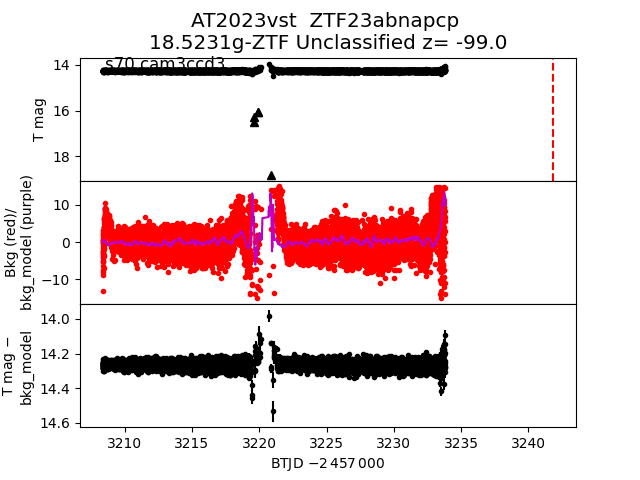 AT2023vst  ZTF23abnapcp
18.5231g-ZTF Unclassified z= -99.0
s70 cam3ccd3
T mag
14
16
18
Bkg (red)/
bkg_model (purple)
10
0
−10
T mag −
bkg_model
14.0
14.2
14.4
14.6
3210 3215 3220 3225 3230 3235 3240
BTJD −2 457 000